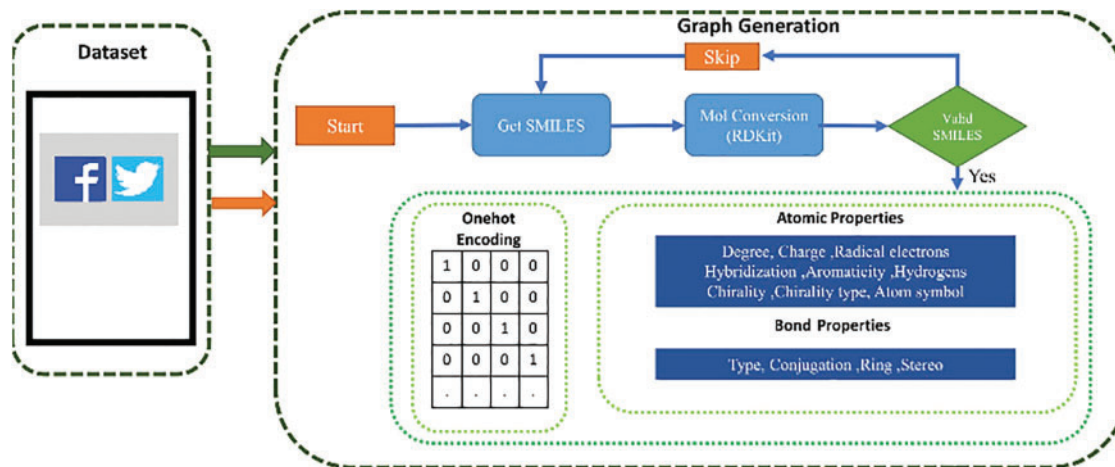 Dataset
Graph Generation
Skip
Start
Get SMILES
Mol Conversion
(RDKit)
Valid
SMILES
Yes
Onehot
Encoding
1 0 0 0
0 1 0 0
0 0 1 0
0 0 0 1
. . . .
Atomic Properties
Degree, Charge ,Radical electrons
Hybridization ,Aromaticity ,Hydrogens
Chirality ,Chirality type, Atom symbol
Bond Properties
Type, Conjugation ,Ring ,Stereo